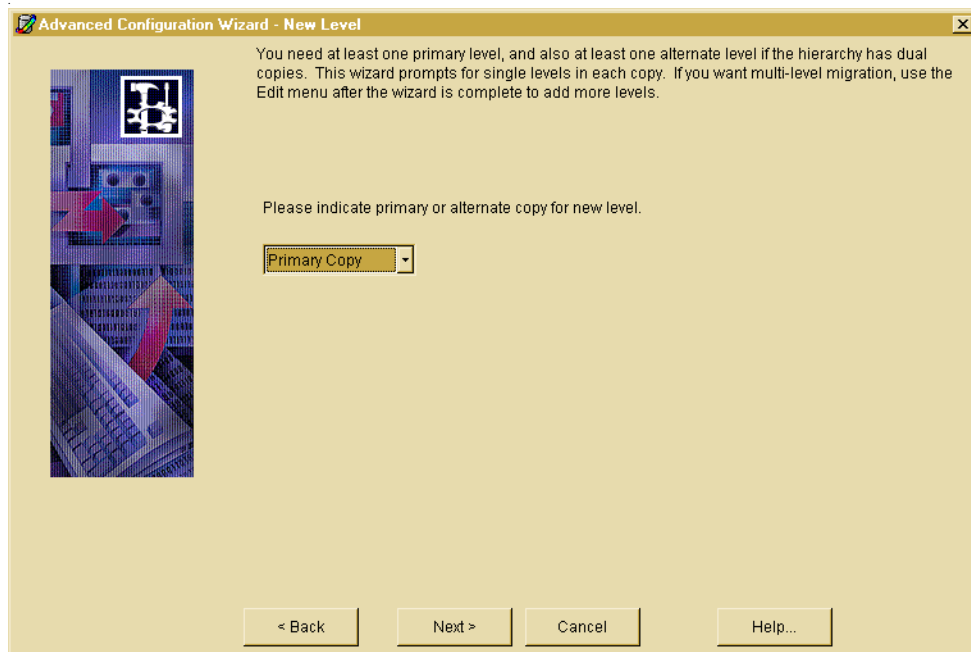 Advanced Configuration Wizard - New Level
You need at least one primary level, and also at least one alternate level if the hierarchy has dual
copies. This wizard prompts for single levels in each copy. If you want multi-level migration, use the
Edit menu after the wizard is complete to add more levels.
Please indicate primary or alternate copy for new level.
Primary Copy
< Back
Next >
Cancel
Help...